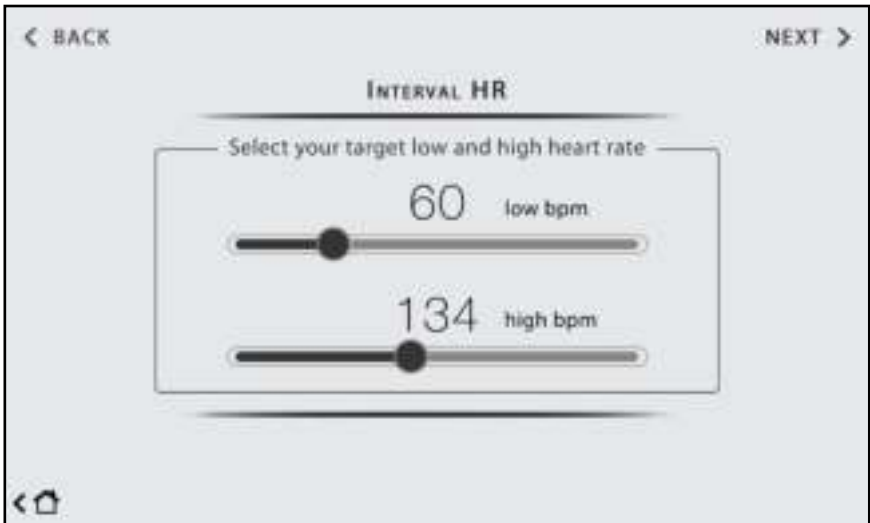 BACK
NEXT
INTERVAL HR
Select your target low and high heart rate
60 low bpm
134 high bpm